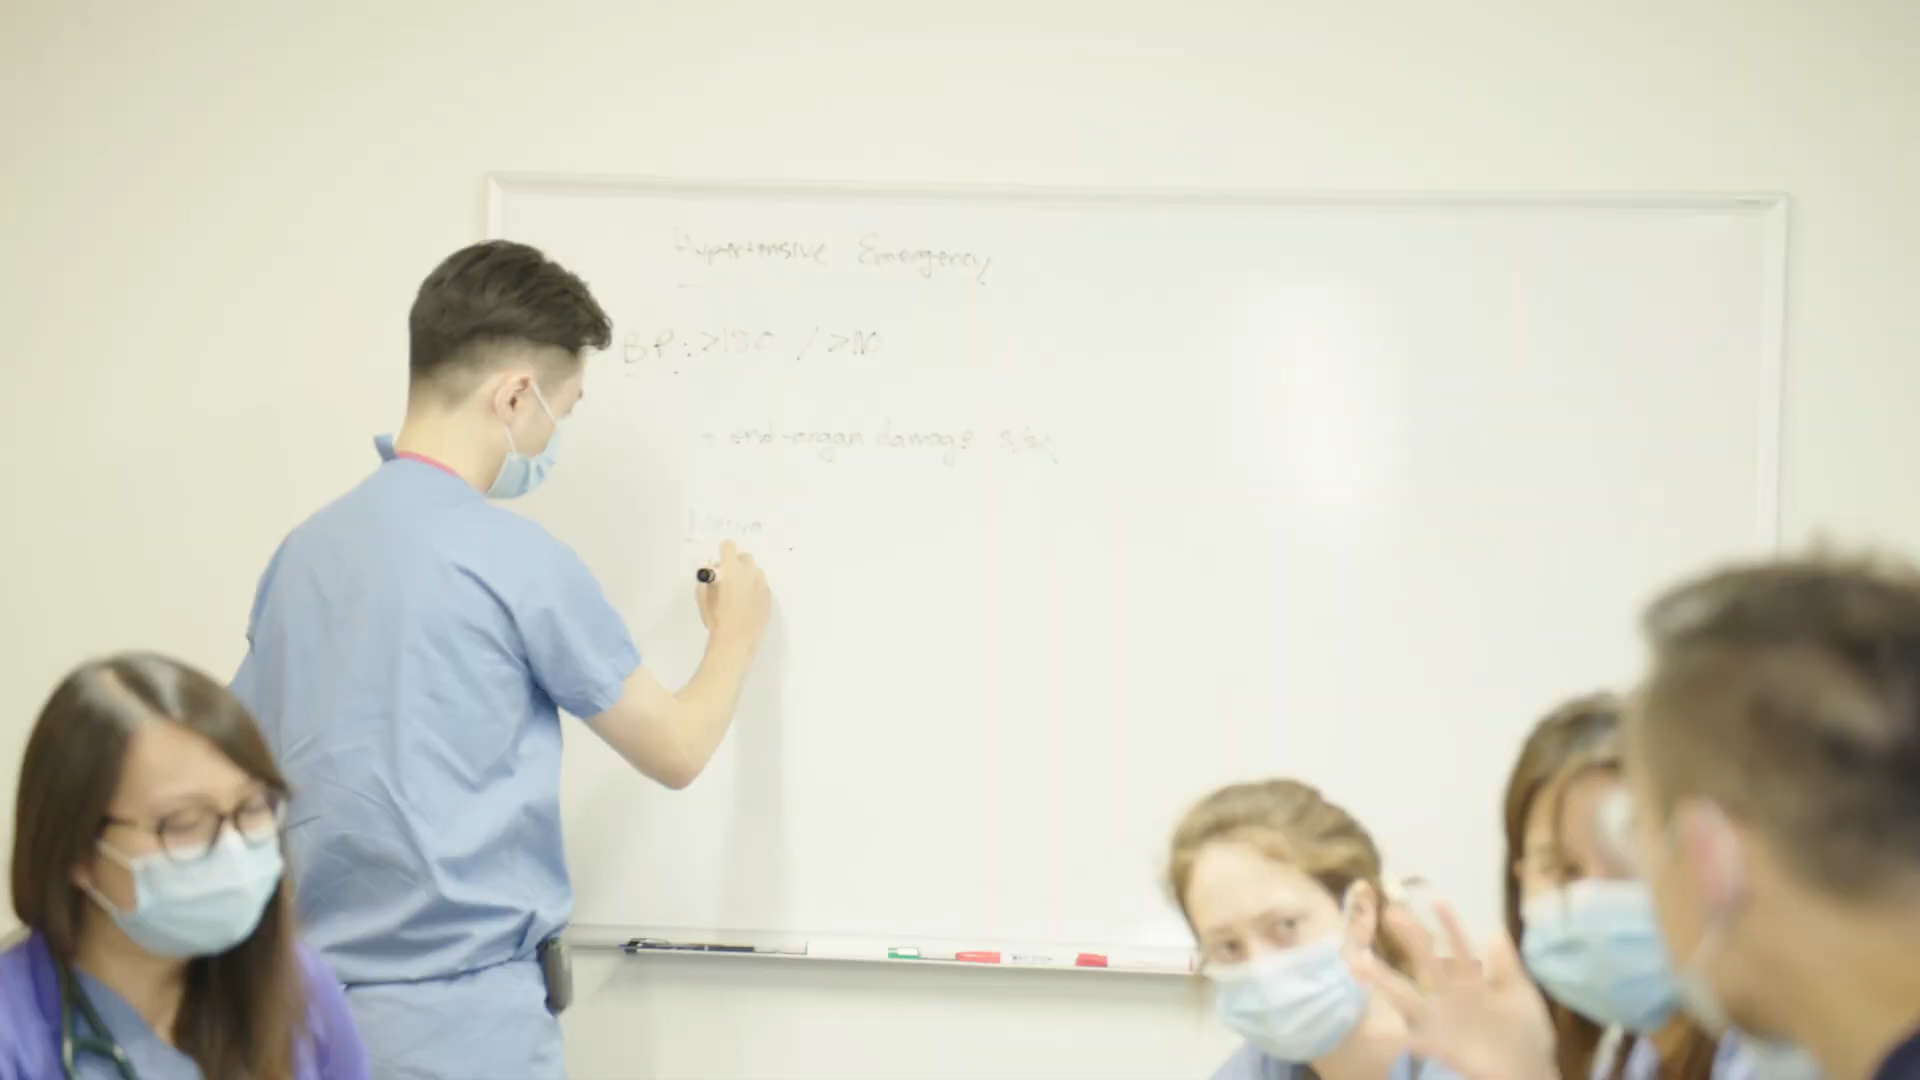 Hypertensive Emergency
BP: >180 / >110
+ end-organ damage s/sx